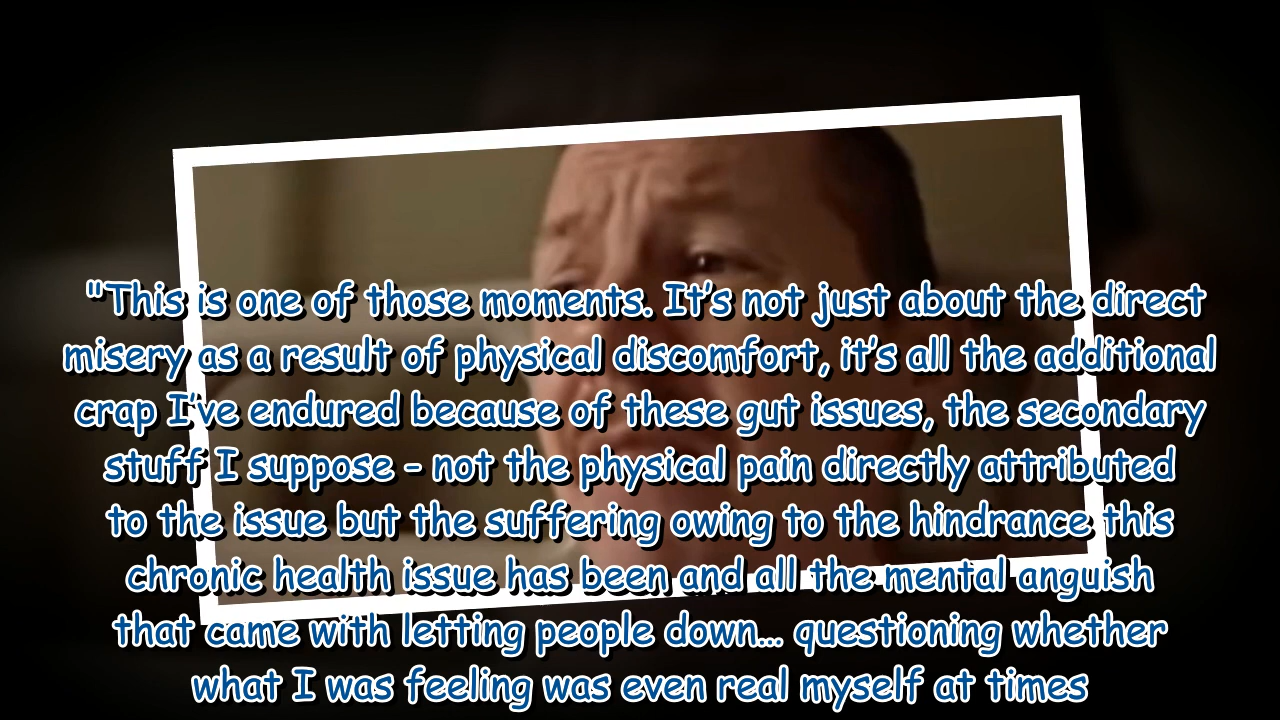 "This is one of those moments. It’s not just about the direct
misery as a result of physical discomfort, it’s all the additional
crap I’ve endured because of these gut issues, the secondary
stuff I suppose - not the physical pain directly attributed
to the issue but the suffering owing to the hindrance this
chronic health issue has been and all the mental anguish
that came with letting people down... questioning whether
what I was feeling was even real myself at times